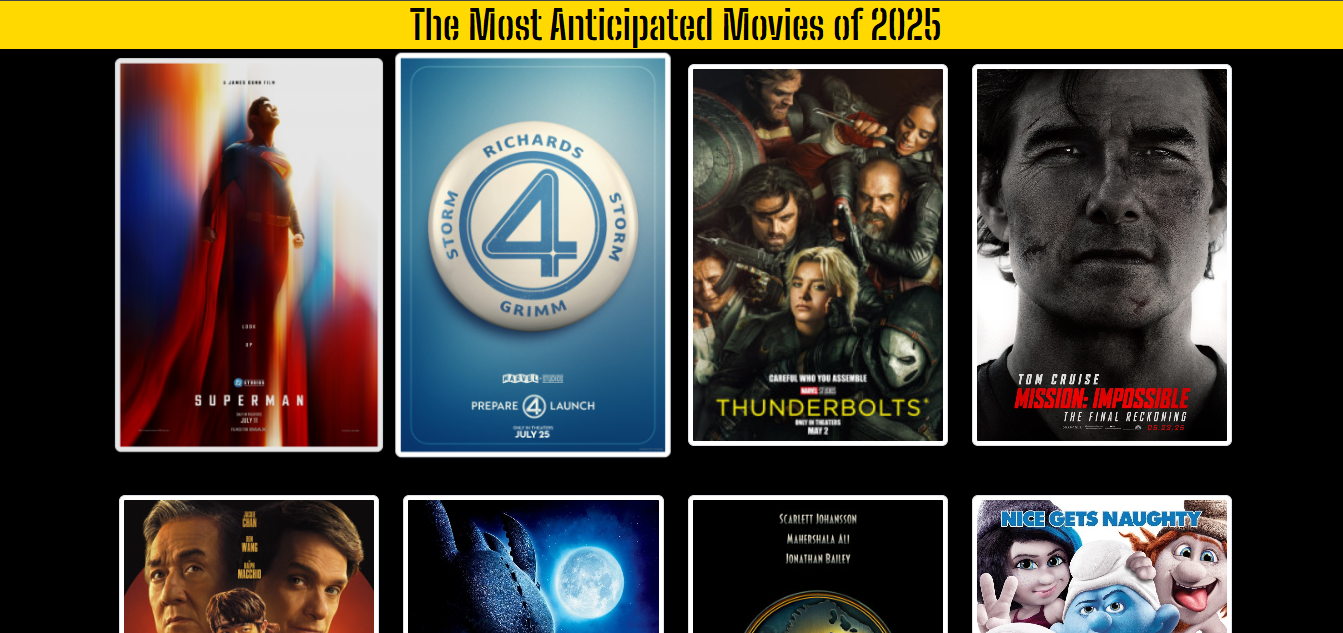 The Most Anticipated Movies of 2025
A JAMES GUNN FILM
LOOK
UP
STUDIOS
SUPERMAN
ONLY IN THEATERS
JULY 11
RICHARDS
STORM
4
STORM
GRIMM
MARVEL STUDIOS
PREPARE 4 LAUNCH
ONLY IN THEATERS
JULY 25
CAREFUL WHO YOU ASSEMBLE
MARVEL STUDIOS
THUNDERBOLTS*
ONLY IN THEATERS
MAY 2
TOM CRUISE
MISSION: IMPOSSIBLE
THE FINAL RECKONING
05.23.25
JACKIE
CHAN
BEN
WANG
& RALPH
MACCHIO
SCARLETT JOHANSSON
MAHERSHALA ALI
JONATHAN BAILEY
NICE GETS NAUGHTY